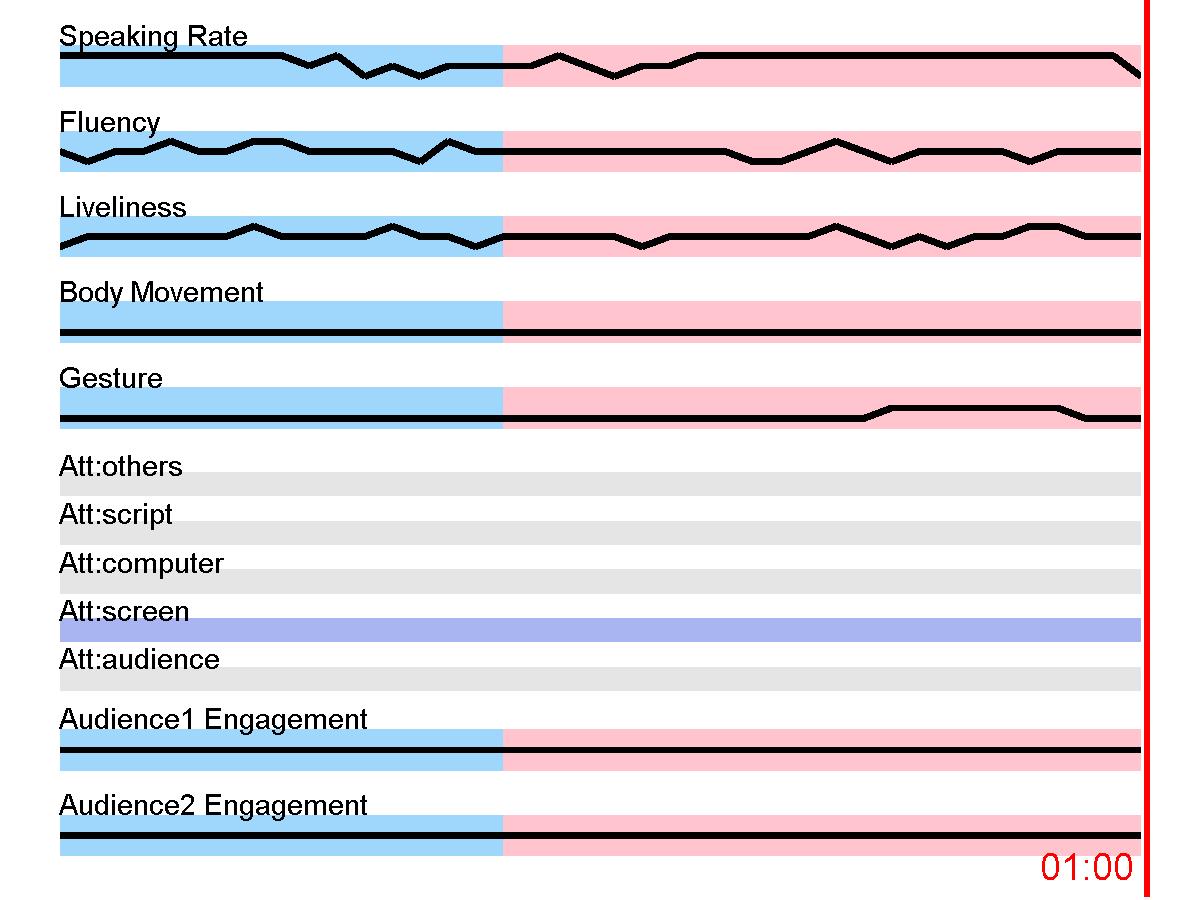 Speaking Rate
Fluency
Liveliness
Body Movement
Gesture
Att:others
Att:script
Att:computer
Att:screen
Att:audience
Audience1 Engagement
Audience2 Engagement
01:00